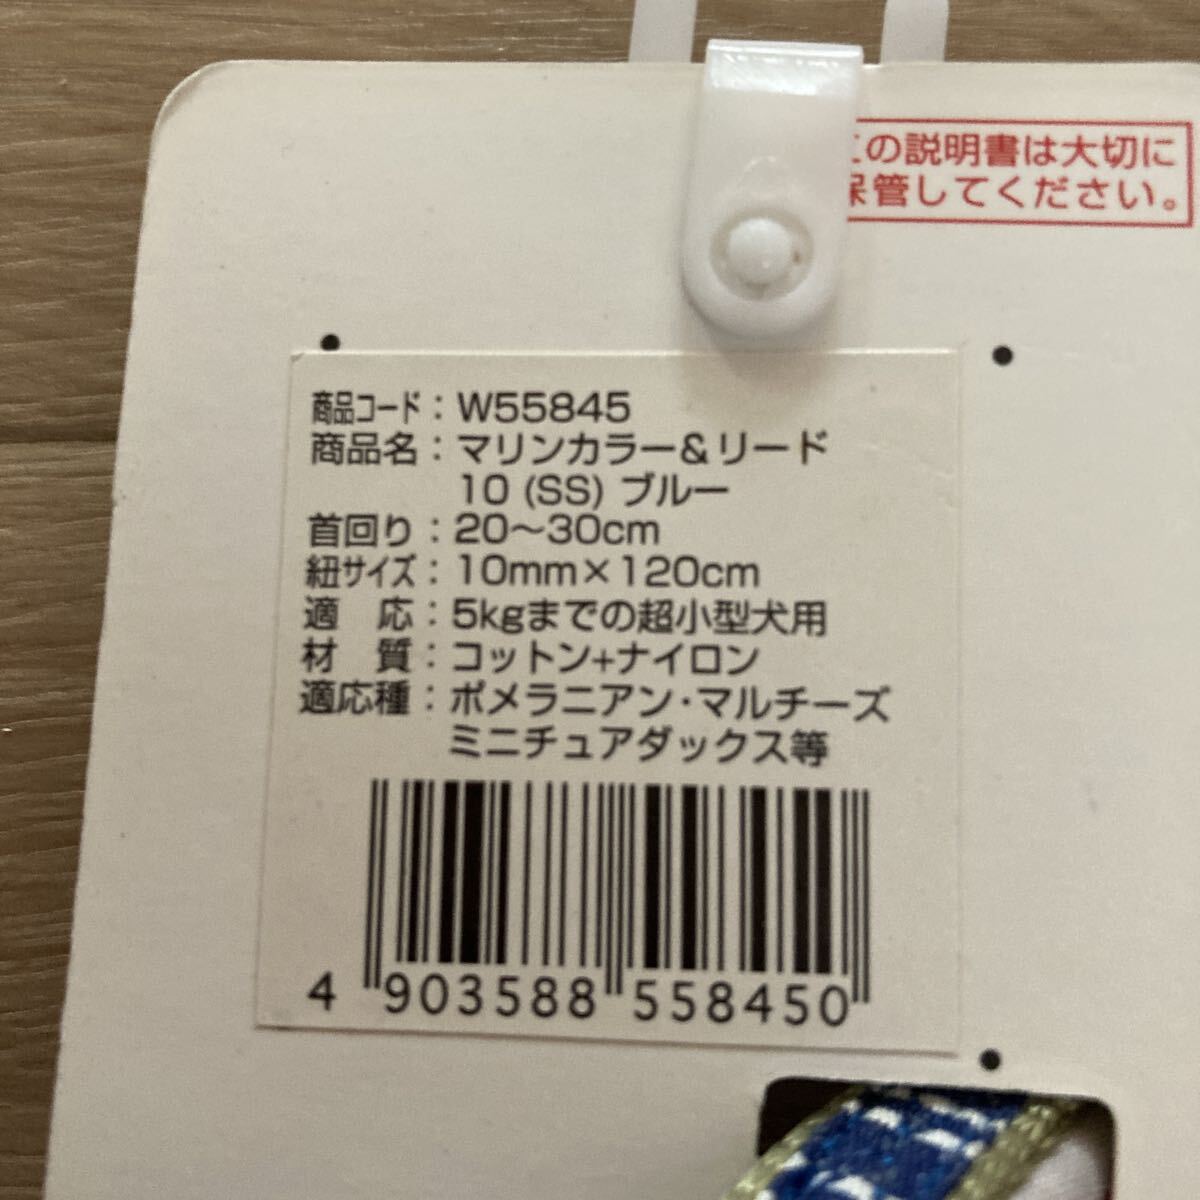 この説明書は大切に
保管してください。
商品コード：W55845
商品名：マリンカラー&リード
10 (SS) ブルー
首回り：20〜30cm
紐サイズ：10mm×120cm
適　応：5kgまでの超小型犬用
材　質：コットン+ナイロン
適応種：ポメラニアン・マルチーズ
ミニチュアダックス等
4 903588 558450